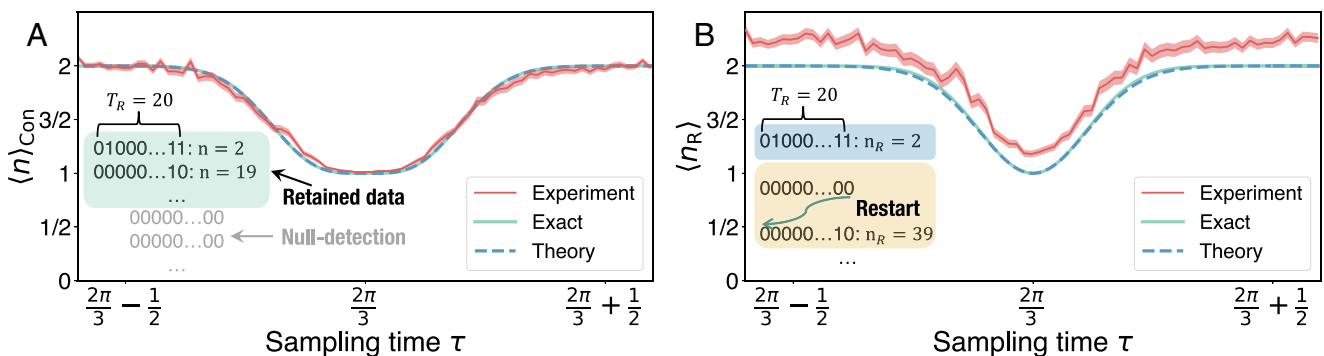 A
⟨n⟩Con
2
3/2
1
1/2
0
T_R = 20
01000...11: n = 2
00000...10: n = 19
...
Retained data
00000...00
00000...00
Null-detection
...
Experiment
Exact
Theory
2π/3 − 1/2
2π/3
2π/3 + 1/2
Sampling time τ
B
⟨n_R⟩
2
3/2
1
1/2
0
T_R = 20
01000...11: n_R = 2
00000...00
Restart
00000...10: n_R = 39
...
Experiment
Exact
Theory
2π/3 − 1/2
2π/3
2π/3 + 1/2
Sampling time τ